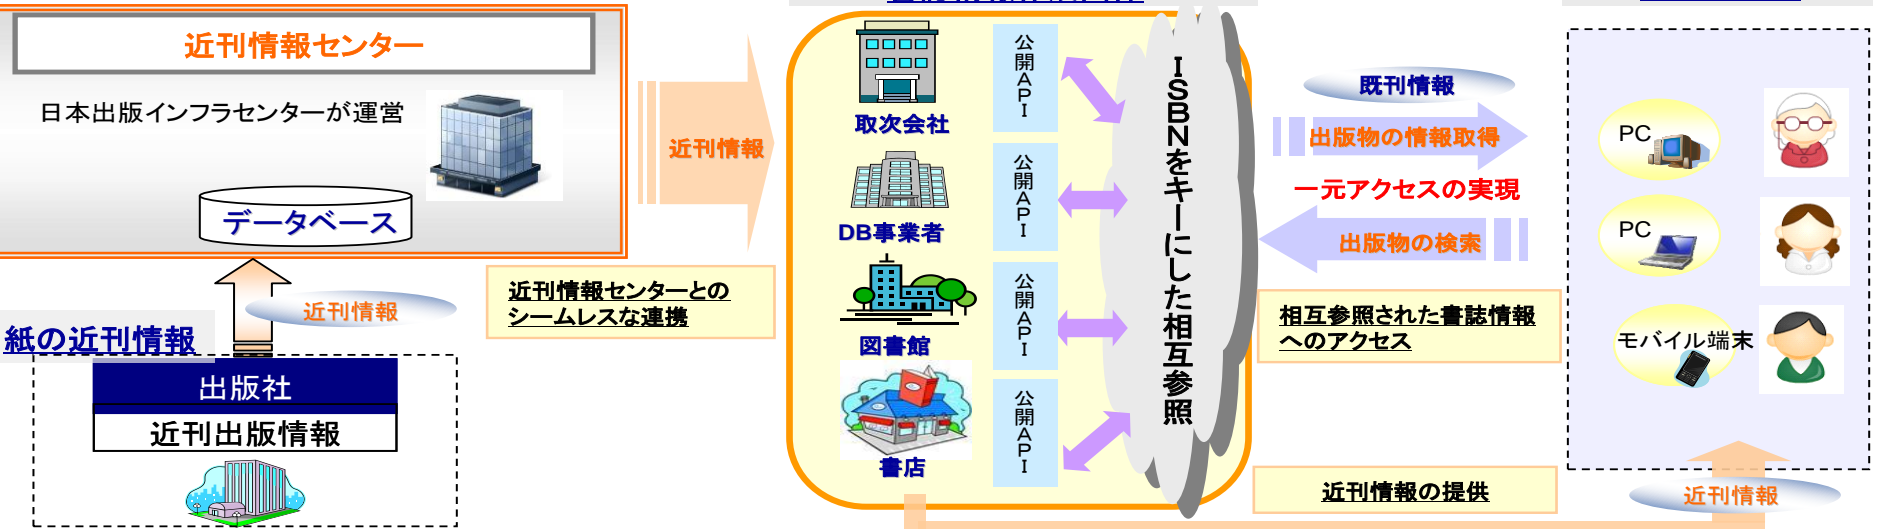 近刊情報センター
日本出版インフラセンターが運営
データベース
近刊情報
紙の近刊情報
出版社
近刊出版情報
近刊情報
近刊情報センターとの
シームレスな連携
取次会社
公開API
DB事業者
公開API
図書館
公開API
書店
公開API
ISBNをキーにした相互参照
既刊情報
出版物の情報取得
一元アクセスの実現
出版物の検索
相互参照された書誌情報
へのアクセス
近刊情報の提供
PC
PC
モバイル端末
近刊情報